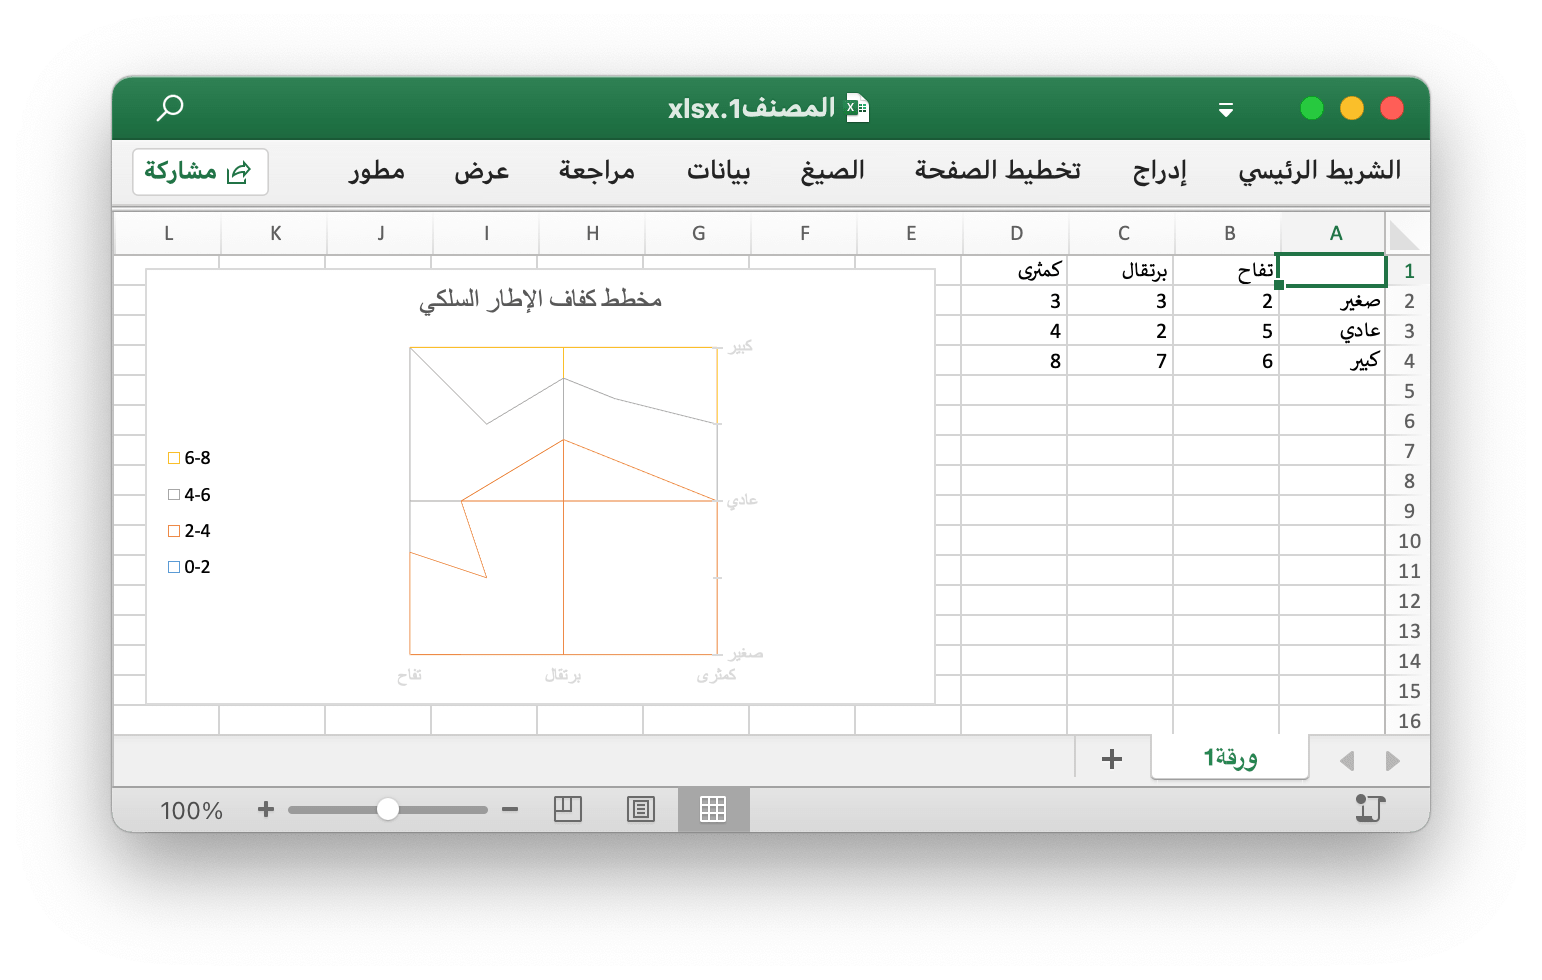 المصنف1.xlsx
الشريط الرئيسي إدراج تخطيط الصفحة الصيغ بيانات مراجعة عرض مطور مشاركة
A B C D E F G H I J K L
1 تفاح برتقال كمثرى
2 صغير 2 3 3
3 عادي 5 2 4
4 كبير 6 7 8
5
6
7
8
9
10
11
12
13
14
15
16
مخطط كفاف الإطار السلكي
كبير
عادي
صغير
تفاح برتقال كمثرى
6-8
4-6
2-4
0-2
ورقة1 +
100%